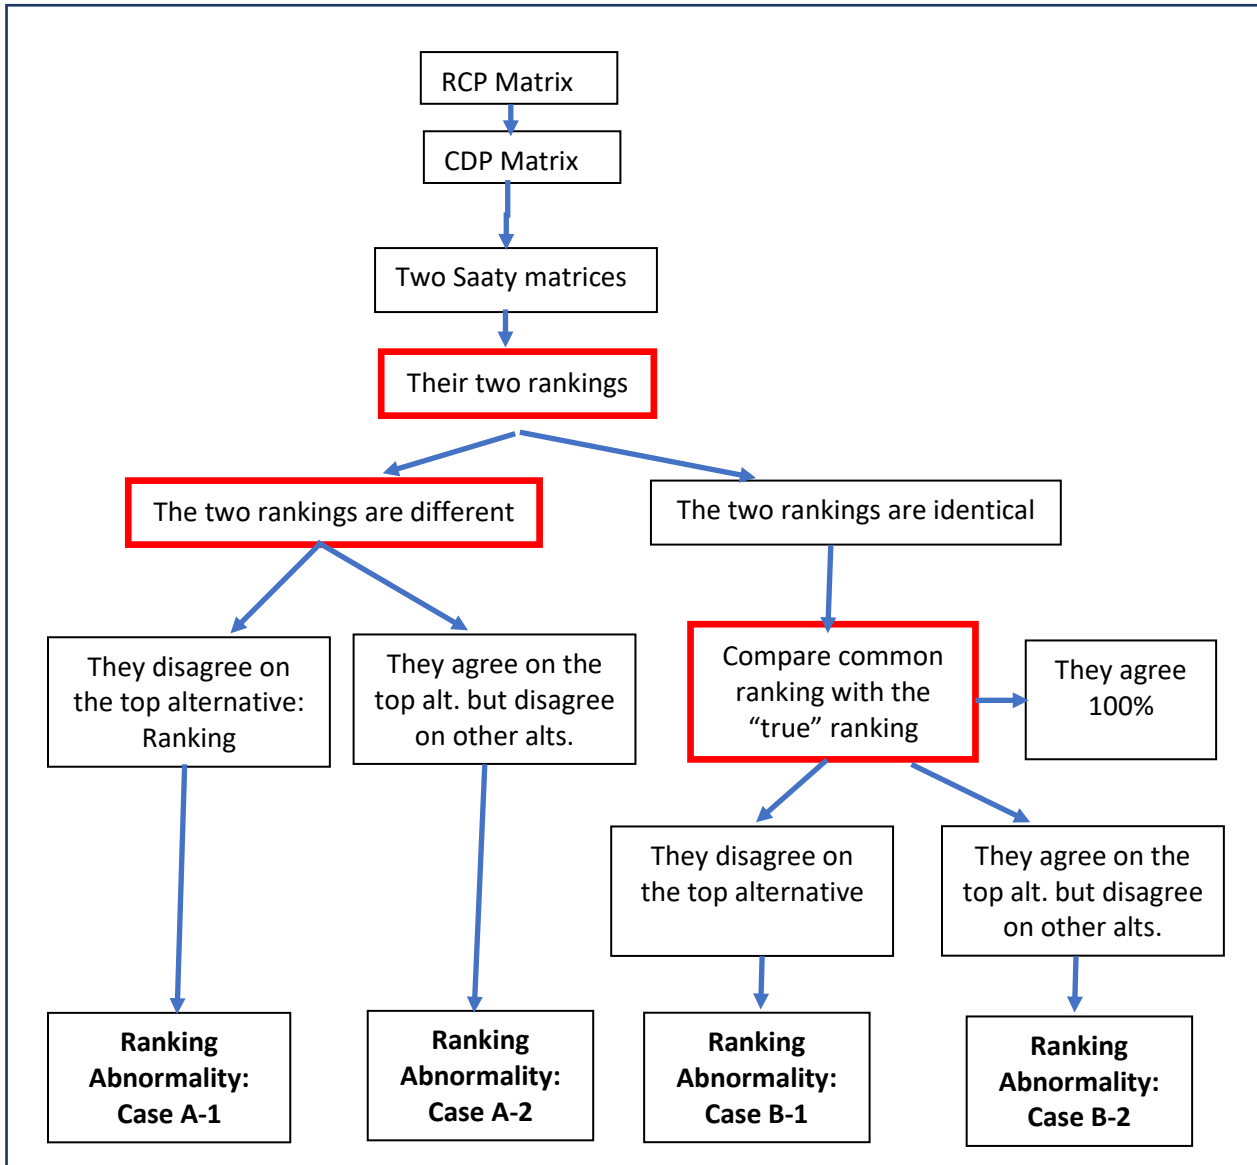 RCP Matrix
CDP Matrix
Two Saaty matrices
Their two rankings
The two rankings are different
The two rankings are identical
They disagree on
the top alternative:
Ranking
They agree on the
top alt. but disagree
on other alts.
Compare common
ranking with the
“true” ranking
They agree
100%
They disagree on
the top alternative
They agree on the
top alt. but disagree
on other alts.
Ranking
Abnormality:
Case A-1
Ranking
Abnormality:
Case A-2
Ranking
Abnormality:
Case B-1
Ranking
Abnormality:
Case B-2